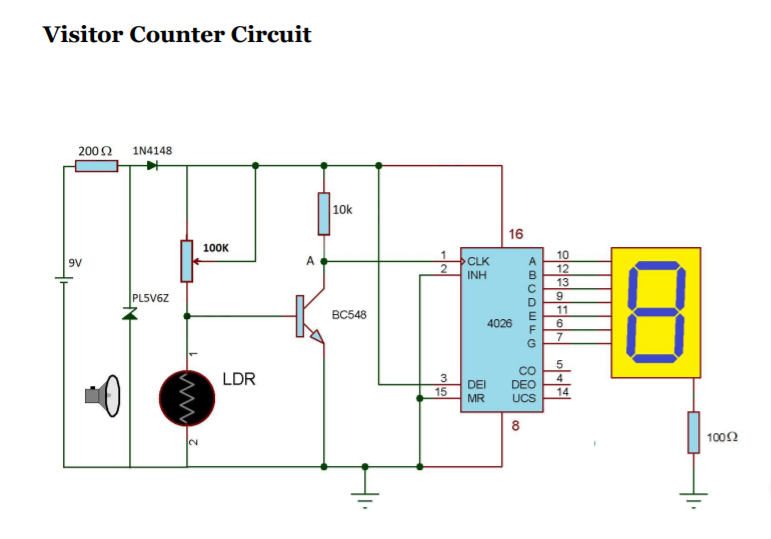 Visitor Counter Circuit
200 Ω 1N4148
10k
16
100K
A
1 CLK A 10
9V
2 INH B 12
C 13
PL5V6Z
D 9
BC548
E 11
4026
F 6
G 7
1
LDR
CO 5
3 DEI DEO 4
15 MR UCS 14
8
2
100Ω